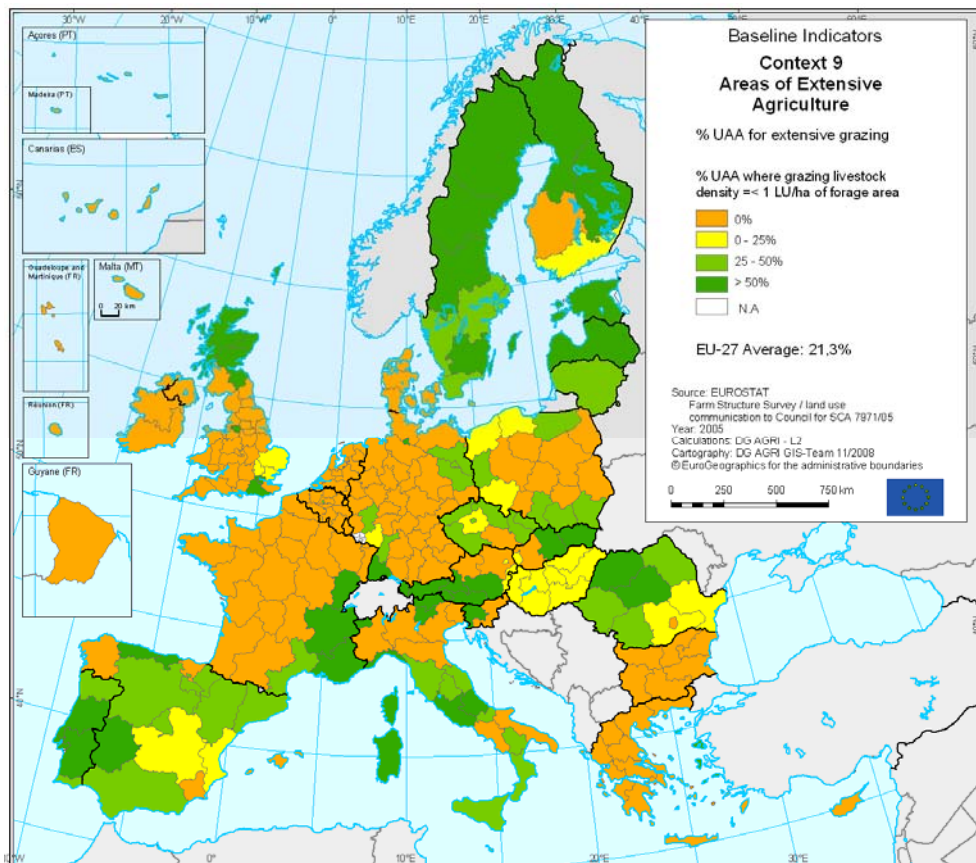 30°W
20°W
10°W
0°
10°E
20°E
30°E
40°E
50°E
60°E
Açores (PT)
Madeira (PT)
Canarias (ES)
Guadeloupe and
Martinique (FR)
Malta (MT)
0 20 km
Réunion (FR)
Guyane (FR)
Baseline Indicators
Context 9
Areas of Extensive
Agriculture
% UAA for extensive grazing
% UAA where grazing livestock
density =< 1 LU/ha of forage area
0%
0 - 25%
25 - 50%
> 50%
N.A
EU-27 Average: 21,3%
Source: EUROSTAT
Farm Structure Survey / land use
communication to Council for SCA 7971/05
Year: 2005
Calculations: DG AGRI - L2
Cartography: DG AGRI GIS-Team 11/2008
© EuroGeographics for the administrative boundaries
0 250 500 750 km
50°N
40°N
10°W
0°
10°E
20°E
30°E